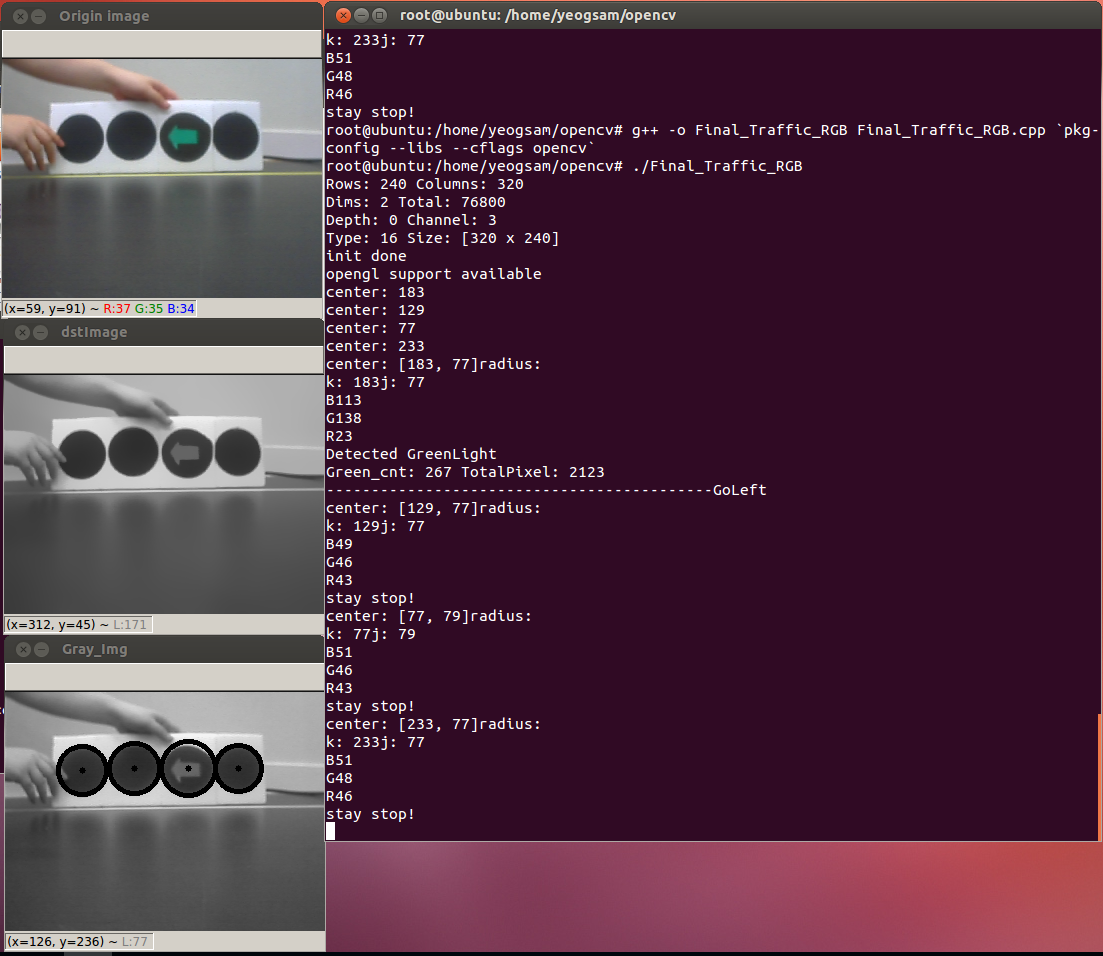 Origin image
(x=59, y=91) ~ R:37 G:35 B:34
dstImage
(x=312, y=45) ~ L:171
Gray_Img
(x=126, y=236) ~ L:77
root@ubuntu: /home/yeogsam/opencv
k: 233j: 77
B51
G48
R46
stay stop!
root@ubuntu:/home/yeogsam/opencv# g++ -o Final_Traffic_RGB Final_Traffic_RGB.cpp `pkg-
config --libs --cflags opencv`
root@ubuntu:/home/yeogsam/opencv# ./Final_Traffic_RGB
Rows: 240 Columns: 320
Dims: 2 Total: 76800
Depth: 0 Channel: 3
Type: 16 Size: [320 x 240]
init done
opengl support available
center: 183
center: 129
center: 77
center: 233
center: [183, 77]radius:
k: 183j: 77
B113
G138
R23
Detected GreenLight
Green_cnt: 267 TotalPixel: 2123
-------------------------------------------GoLeft
center: [129, 77]radius:
k: 129j: 77
B49
G46
R43
stay stop!
center: [77, 79]radius:
k: 77j: 79
B51
G46
R43
stay stop!
center: [233, 77]radius:
k: 233j: 77
B51
G48
R46
stay stop!